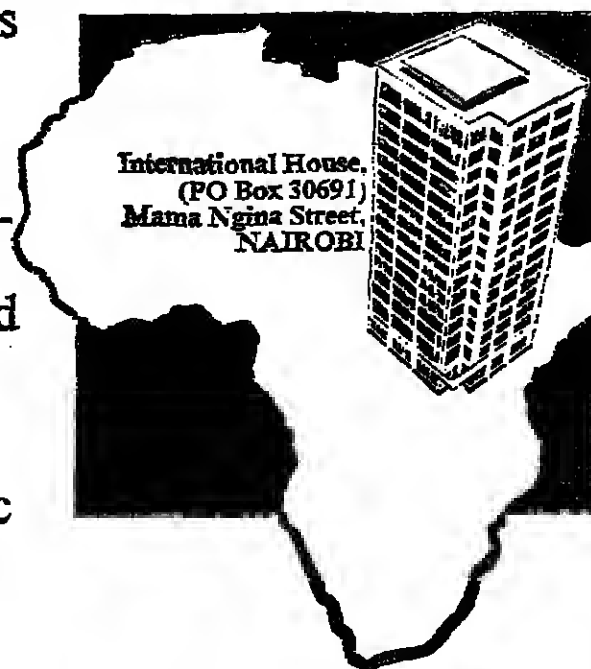 s
International House,
(PO Box 30691)
Mama Ngina Street,
-
d
NAIROBI
c